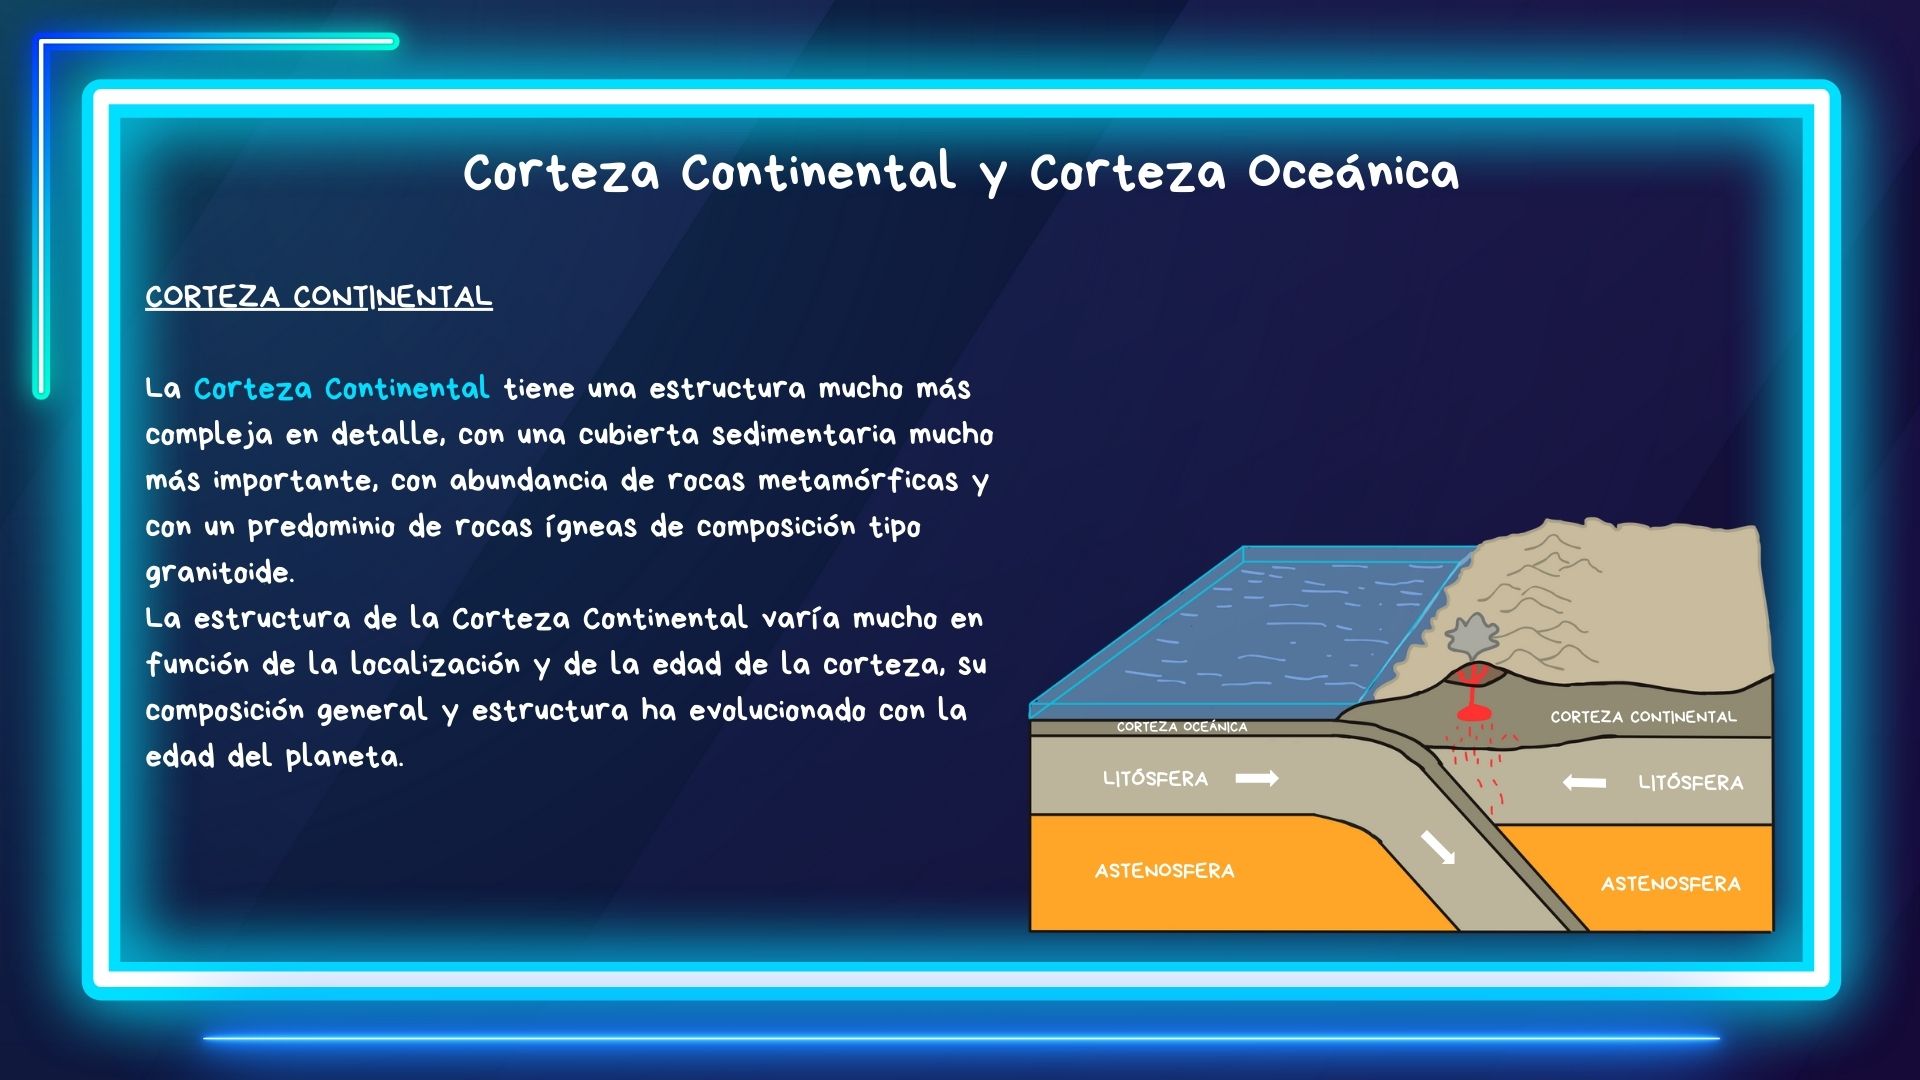 Corteza Continental y Corteza Oceánica
CORTEZA CONTINENTAL
La Corteza Continental tiene una estructura mucho más
compleja en detalle, con una cubierta sedimentaria mucho
más importante, con abundancia de rocas metamórficas y
con un predominio de rocas ígneas de composición tipo
granitoide.
La estructura de la Corteza Continental varía mucho en
función de la localización y de la edad de la corteza, su
composición general y estructura ha evolucionado con la
edad del planeta.
CORTEZA OCEÁNICA
CORTEZA CONTINENTAL
LITÓSFERA
LITÓSFERA
ASTENOSFERA
ASTENOSFERA